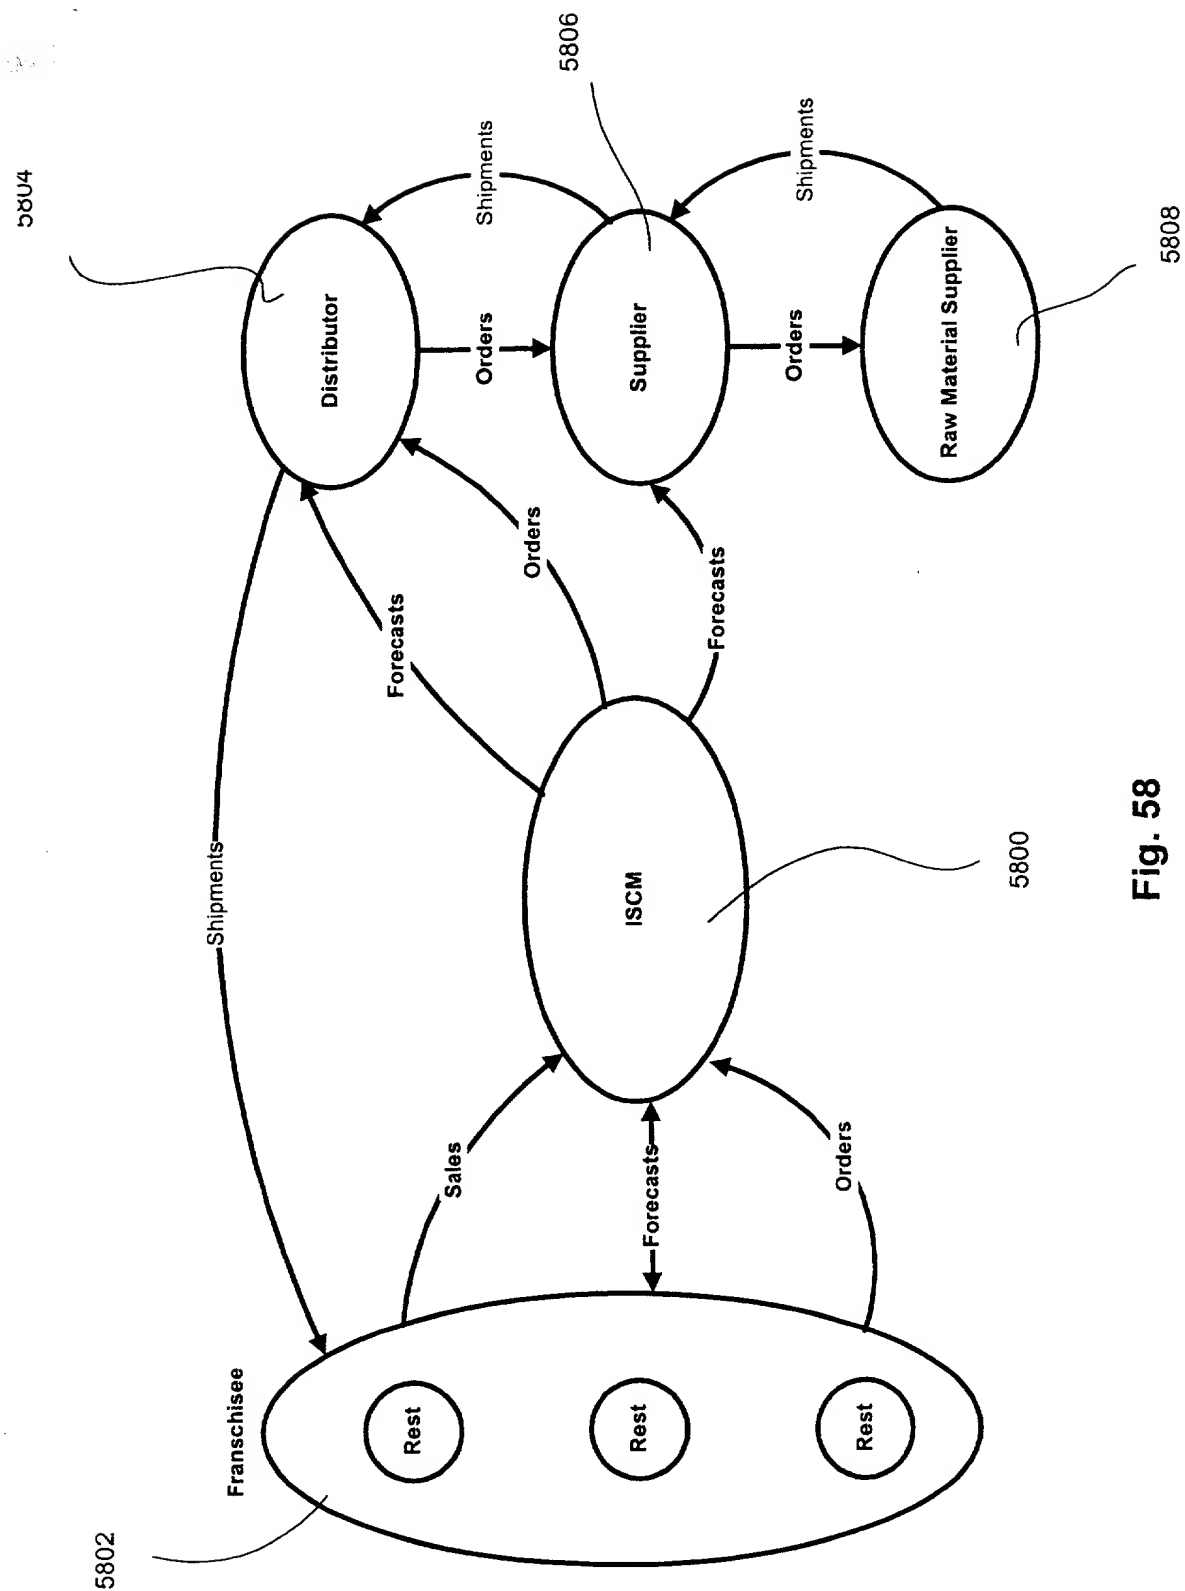 5802
Franschisee
Rest
Rest
Rest
Shipments
Sales
Forecasts
Orders
ISCM
5800
Forecasts
Orders
Forecasts
5804
Distributor
Orders
Shipments
5806
Supplier
Orders
Shipments
Raw Material Supplier
5808
Fig. 58